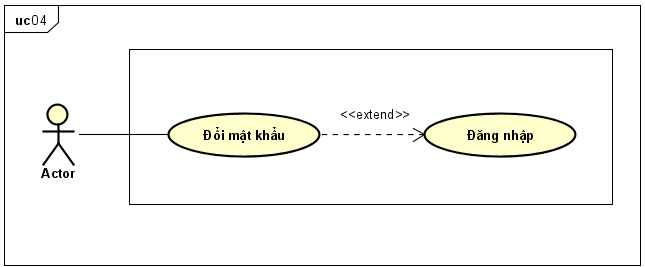 uc04
<<extend>>
Đổi mật khẩu
Đăng nhập
Actor